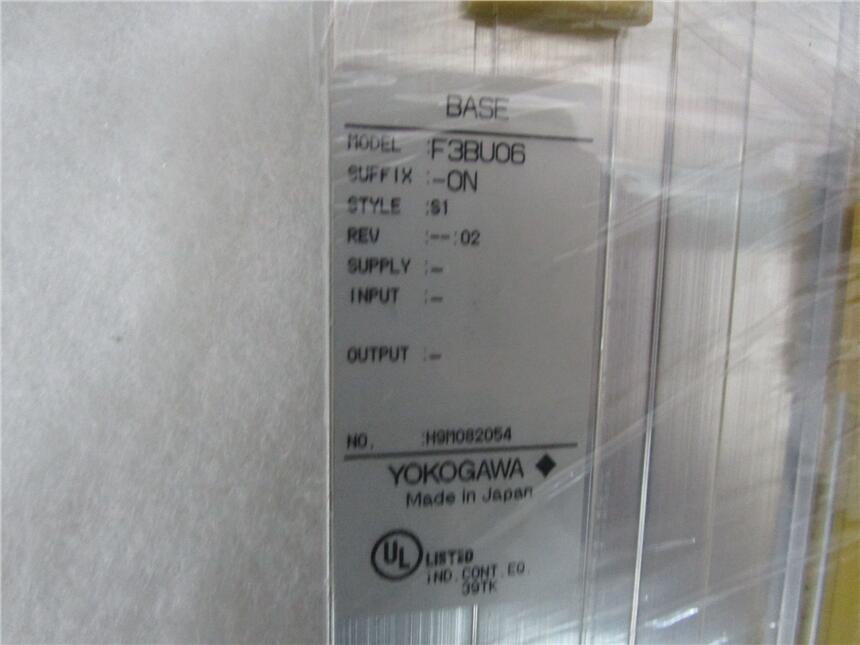 BASE
MODEL :F3BU06
SUFFIX :-0N
STYLE :S1
REV :--:02
SUPPLY :-
INPUT :-
OUTPUT :-
NO. :H9M082054
YOKOGAWA
Made in Japan
UL LISTED
IND.CONT.EQ.
39TK